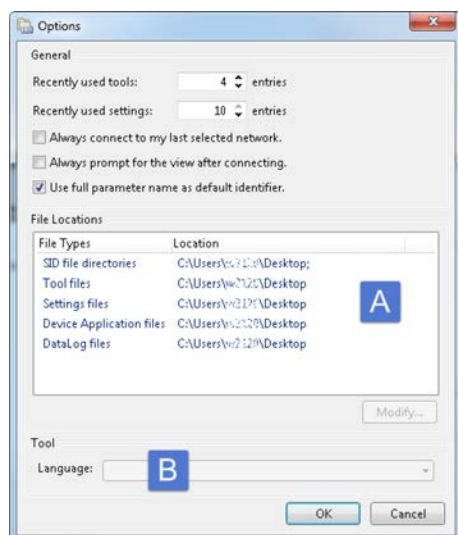 Options
General
Recently used tools: 4 entries
Recently used settings: 10 entries
Always connect to my last selected network.
Always prompt for the view after connecting.
Use full parameter name as default identifier.
File Locations
File Types Location
SID file directories C:\Users\ \Desktop;
Tool files C:\Users\ \Desktop
Settings files C:\Users\ \Desktop
A
Device Application files C:\Users\ \Desktop
DataLog files C:\Users\ \Desktop
Modify...
Tool
Language:
B
OK Cancel